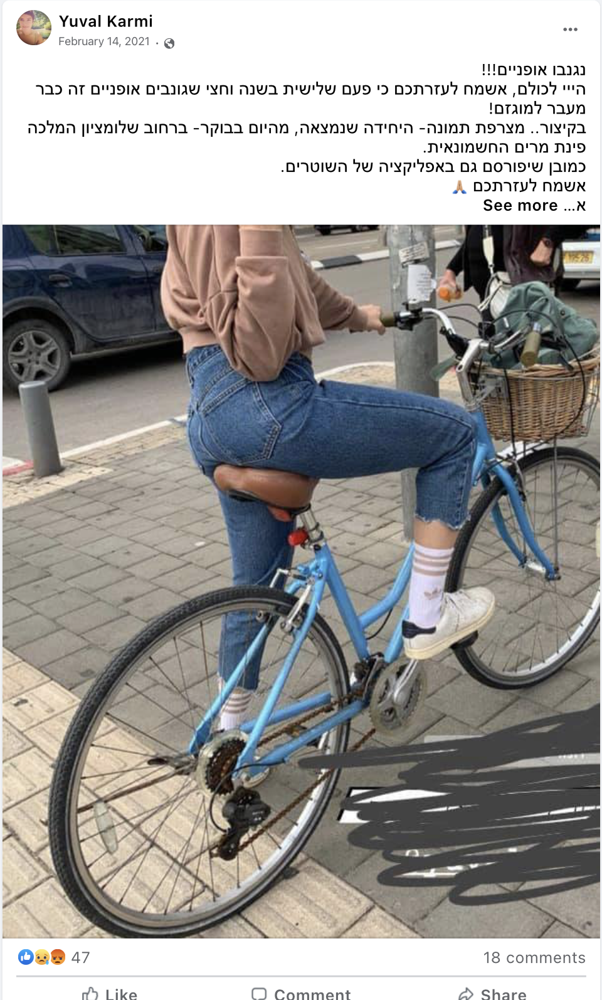 Yuval Karmi
February 14, 2021
נגנבו אופניים!!!
הייי לכולם, אשמח לעזרתכם כי פעם שלישית בשנה וחצי שגונבים אופניים זה כבר
מעבר למוגזם!
בקיצור.. מצרפת תמונה- היחידה שנמצאה, מהיום בבוקר- ברחוב שלומציון המלכה
פינת מרים החשמונאית.
כמובן שיפורסם גם באפליקציה של השוטרים.
אשמח לעזרתכם 🙏🏼
א... See more
47
18 comments
Like
Comment
Share